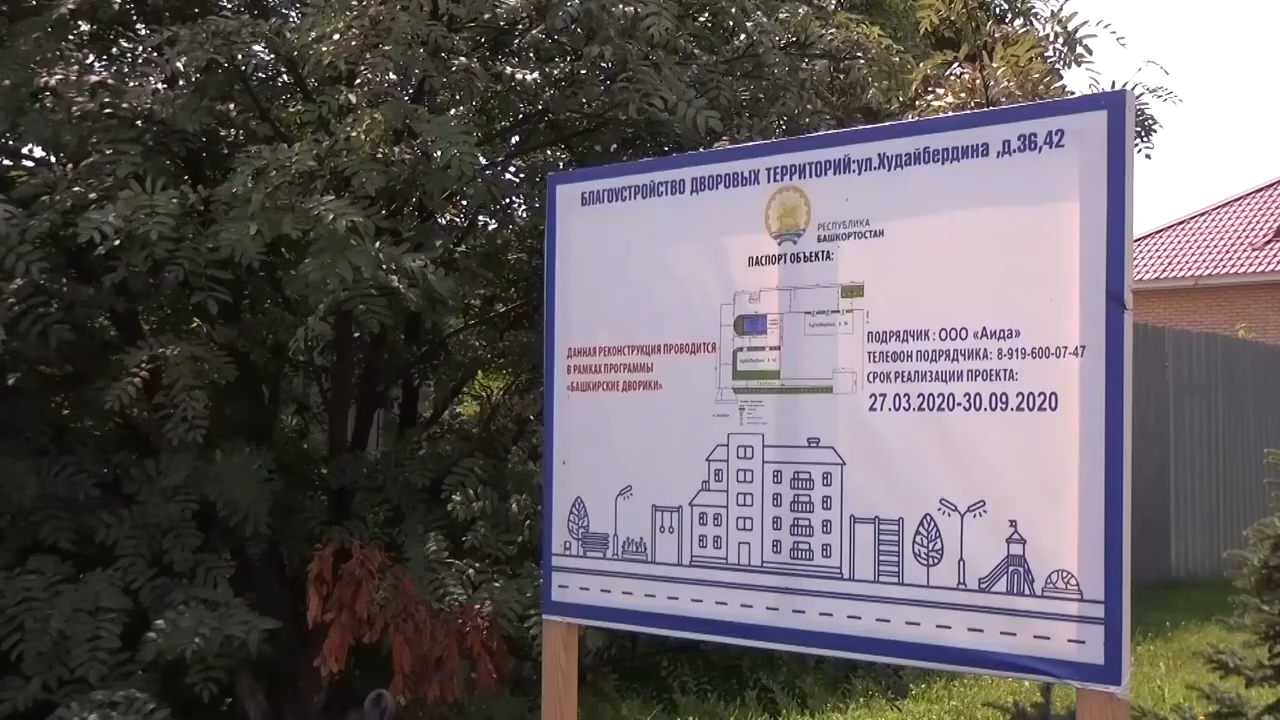 БЛАГОУСТРОЙСТВО ДВОРОВЫХ ТЕРРИТОРИЙ:ул.Худайбердина ,д.36,42
РЕСПУБЛИКА
БАШКОРТОСТАН
ПАСПОРТ ОБЪЕКТА:
ДАННАЯ РЕКОНСТРУКЦИЯ ПРОВОДИТСЯ
В РАМКАХ ПРОГРАММЫ
«БАШКИРСКИЕ ДВОРИКИ»
ПОДРЯДЧИК : ООО «Аида»
ТЕЛЕФОН ПОДРЯДЧИКА: 8-919-600-07-47
СРОК РЕАЛИЗАЦИИ ПРОЕКТА:
27.03.2020-30.09.2020